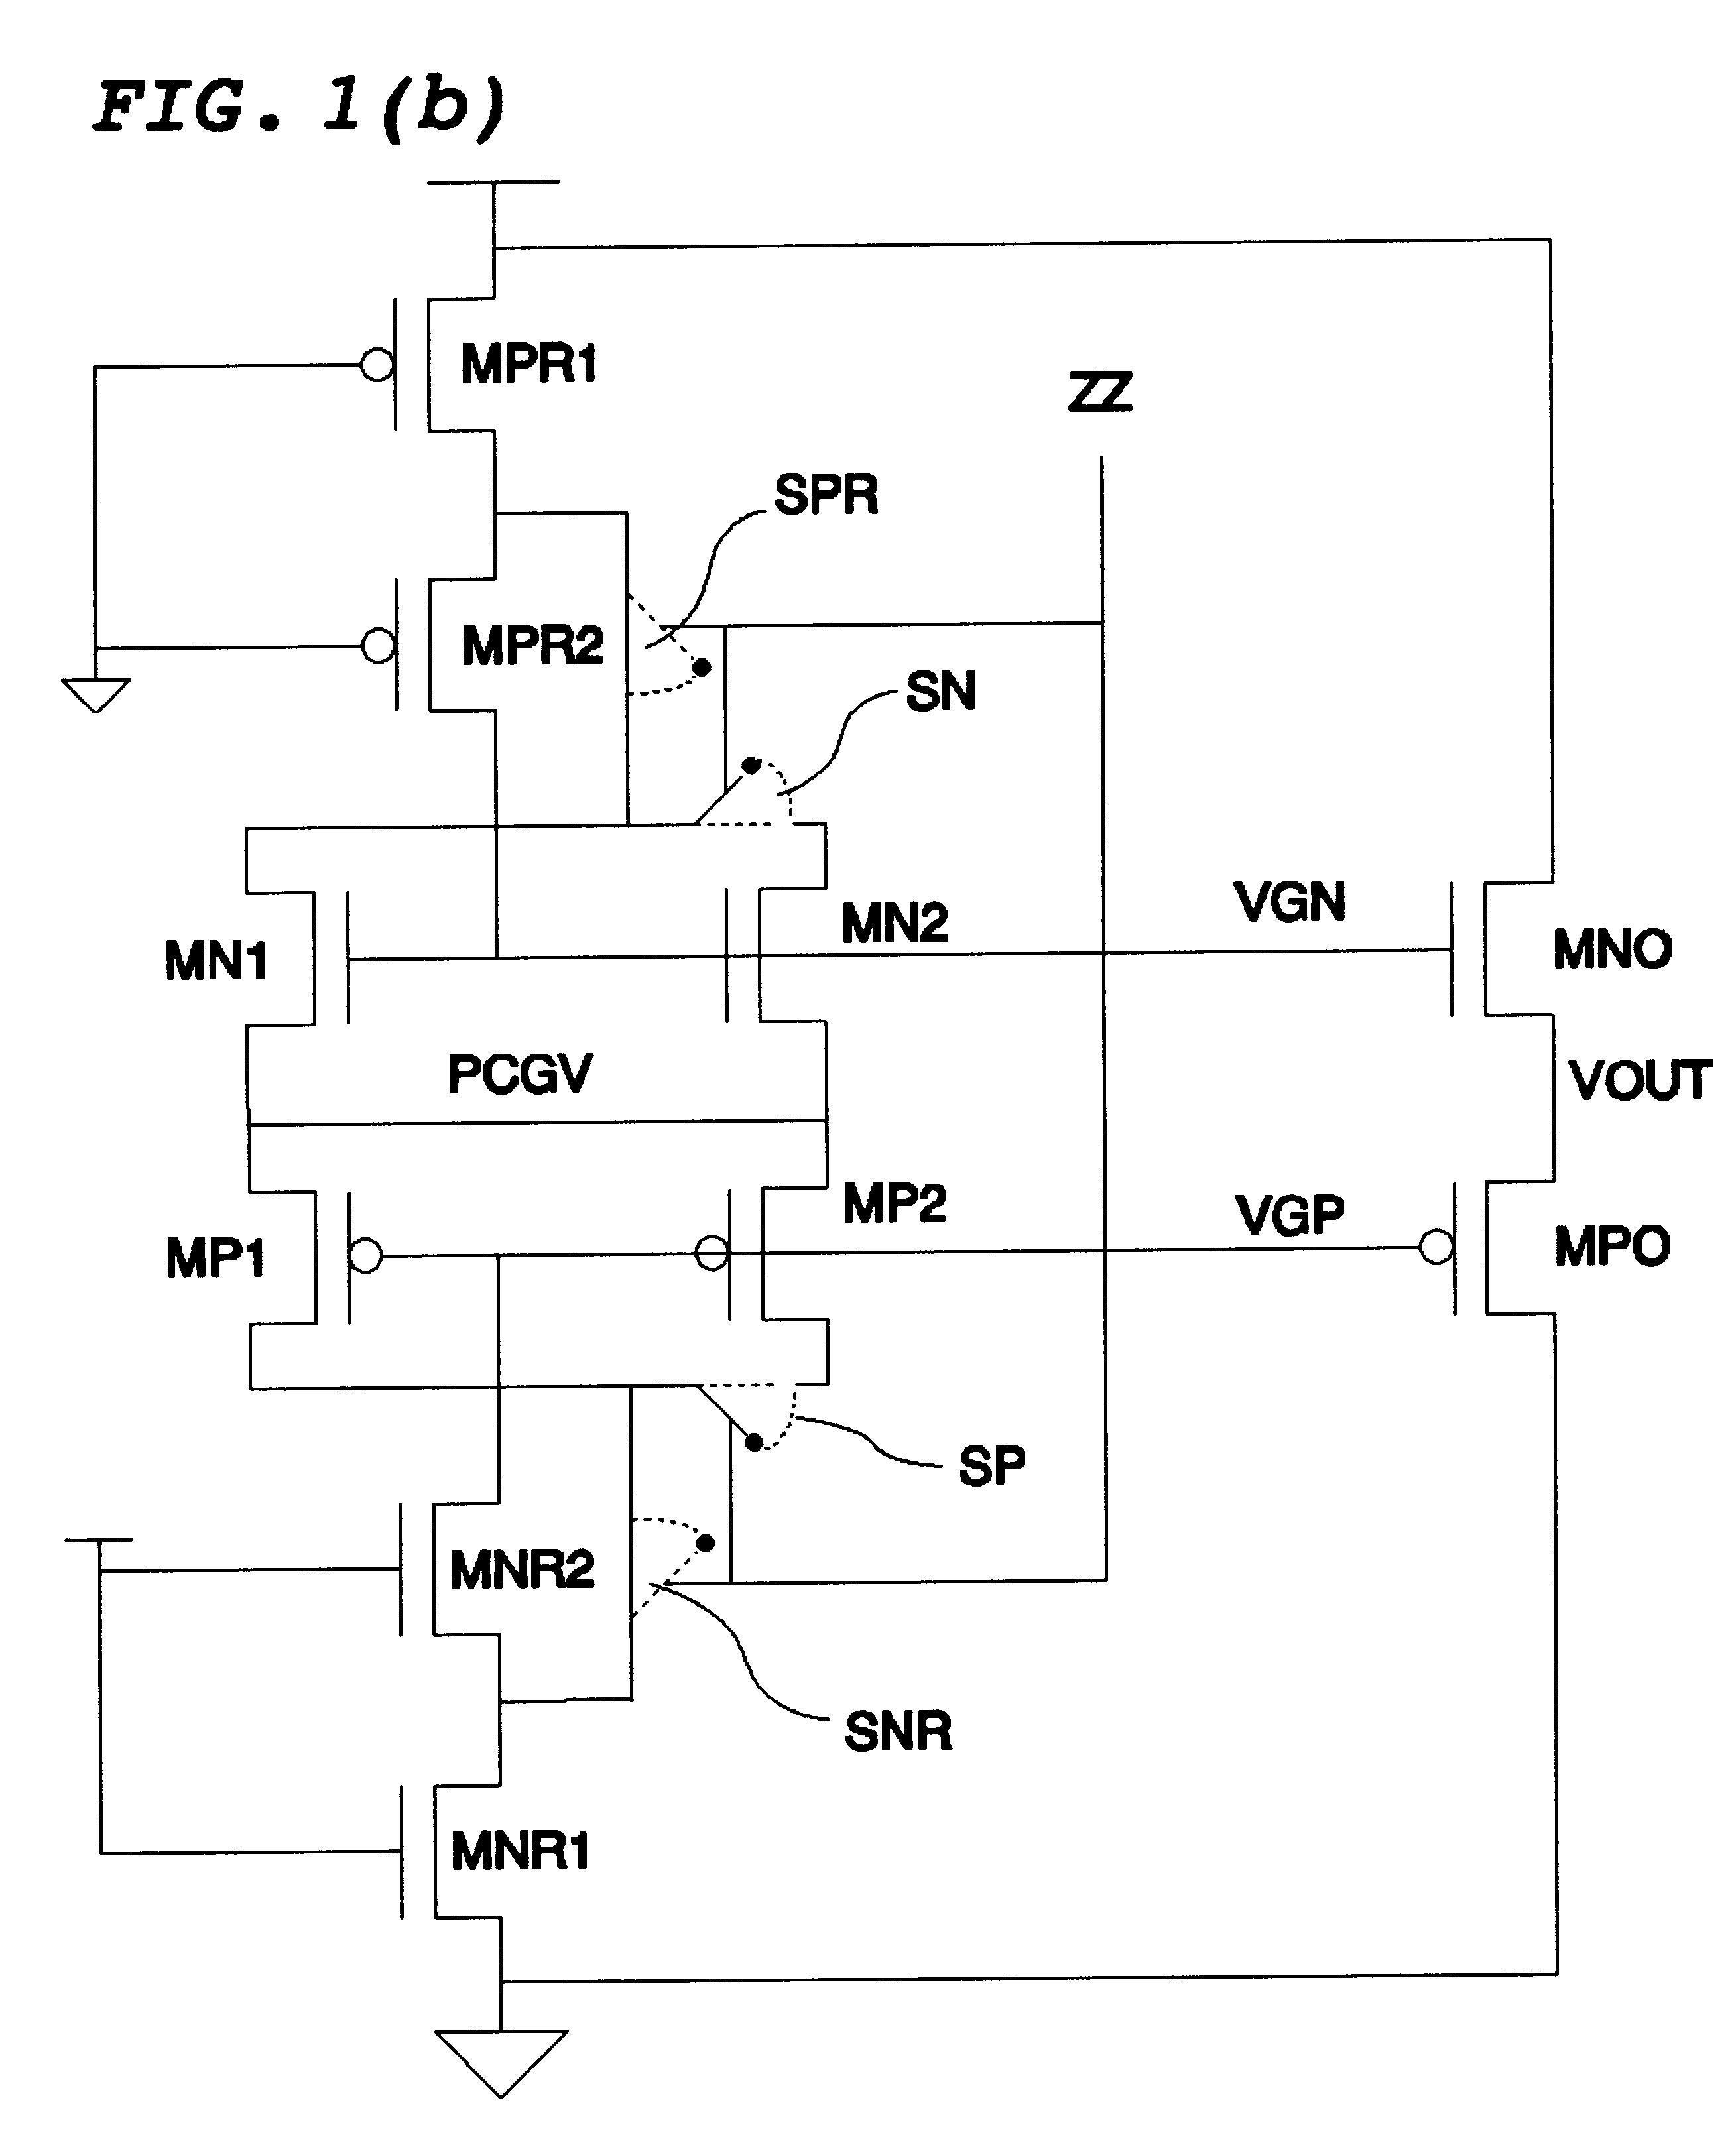 FIG. 1(b)
MPR1
ZZ
SPR
MPR2
SN
VGN
MN2
MN1
MNO
PCGV
VOUT
MP2
VGP
MP1
MPO
SP
MNR2
SNR
MNR1